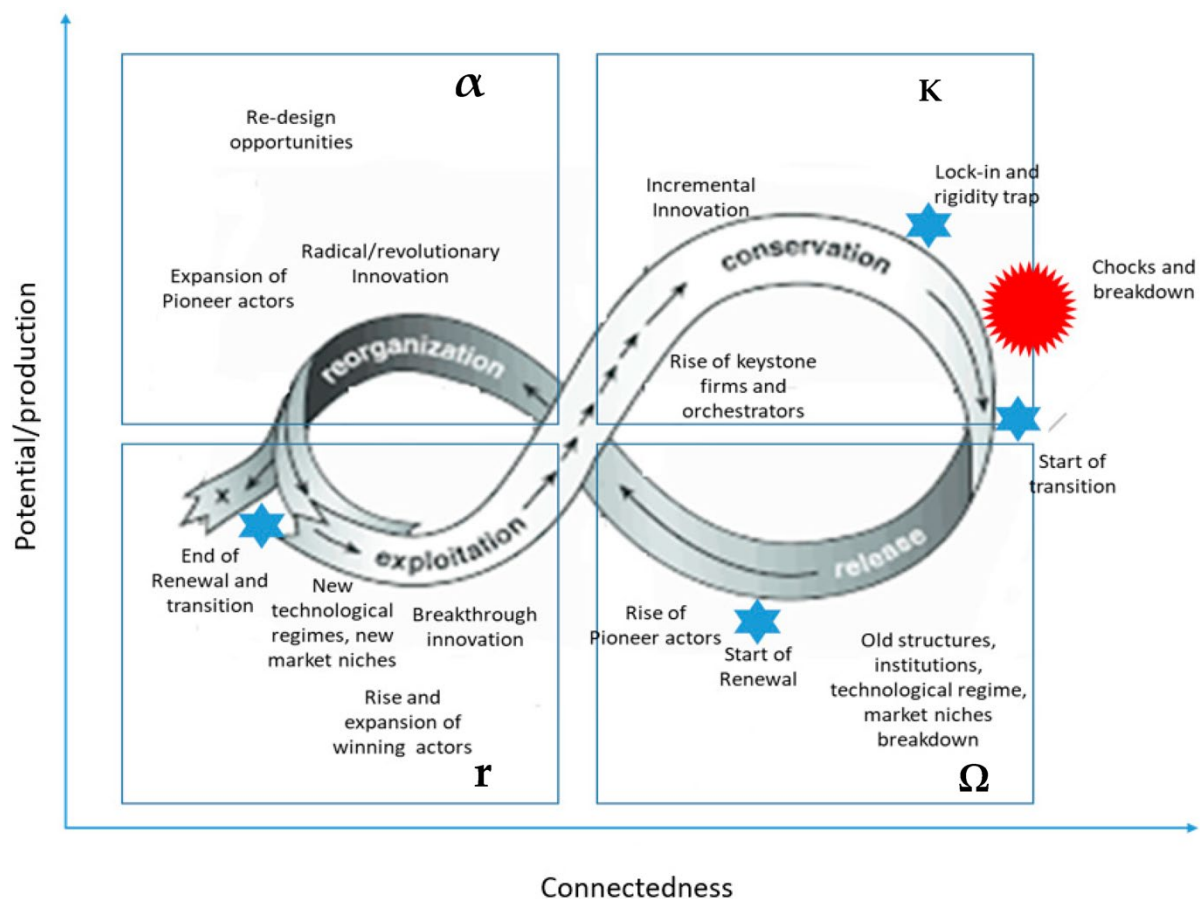 α
K
Re-design
opportunities
Lock-in and
rigidity trap
Incremental
Innovation
Radical/revolutionary
Innovation
Expansion of
Pioneer actors
conservation
Chocks and
breakdown
reorganization
Rise of keystone
firms and
orchestrators
Potential/production
Start of
transition
x
exploitation
release
End of
Renewal and
transition
New
technological
regimes, new
market niches
Breakthrough
innovation
Rise of
Pioneer actors
Start of
Renewal
Old structures,
institutions,
technological regime,
market niches
breakdown
Rise and
expansion of
winning actors
r
Ω
Connectedness